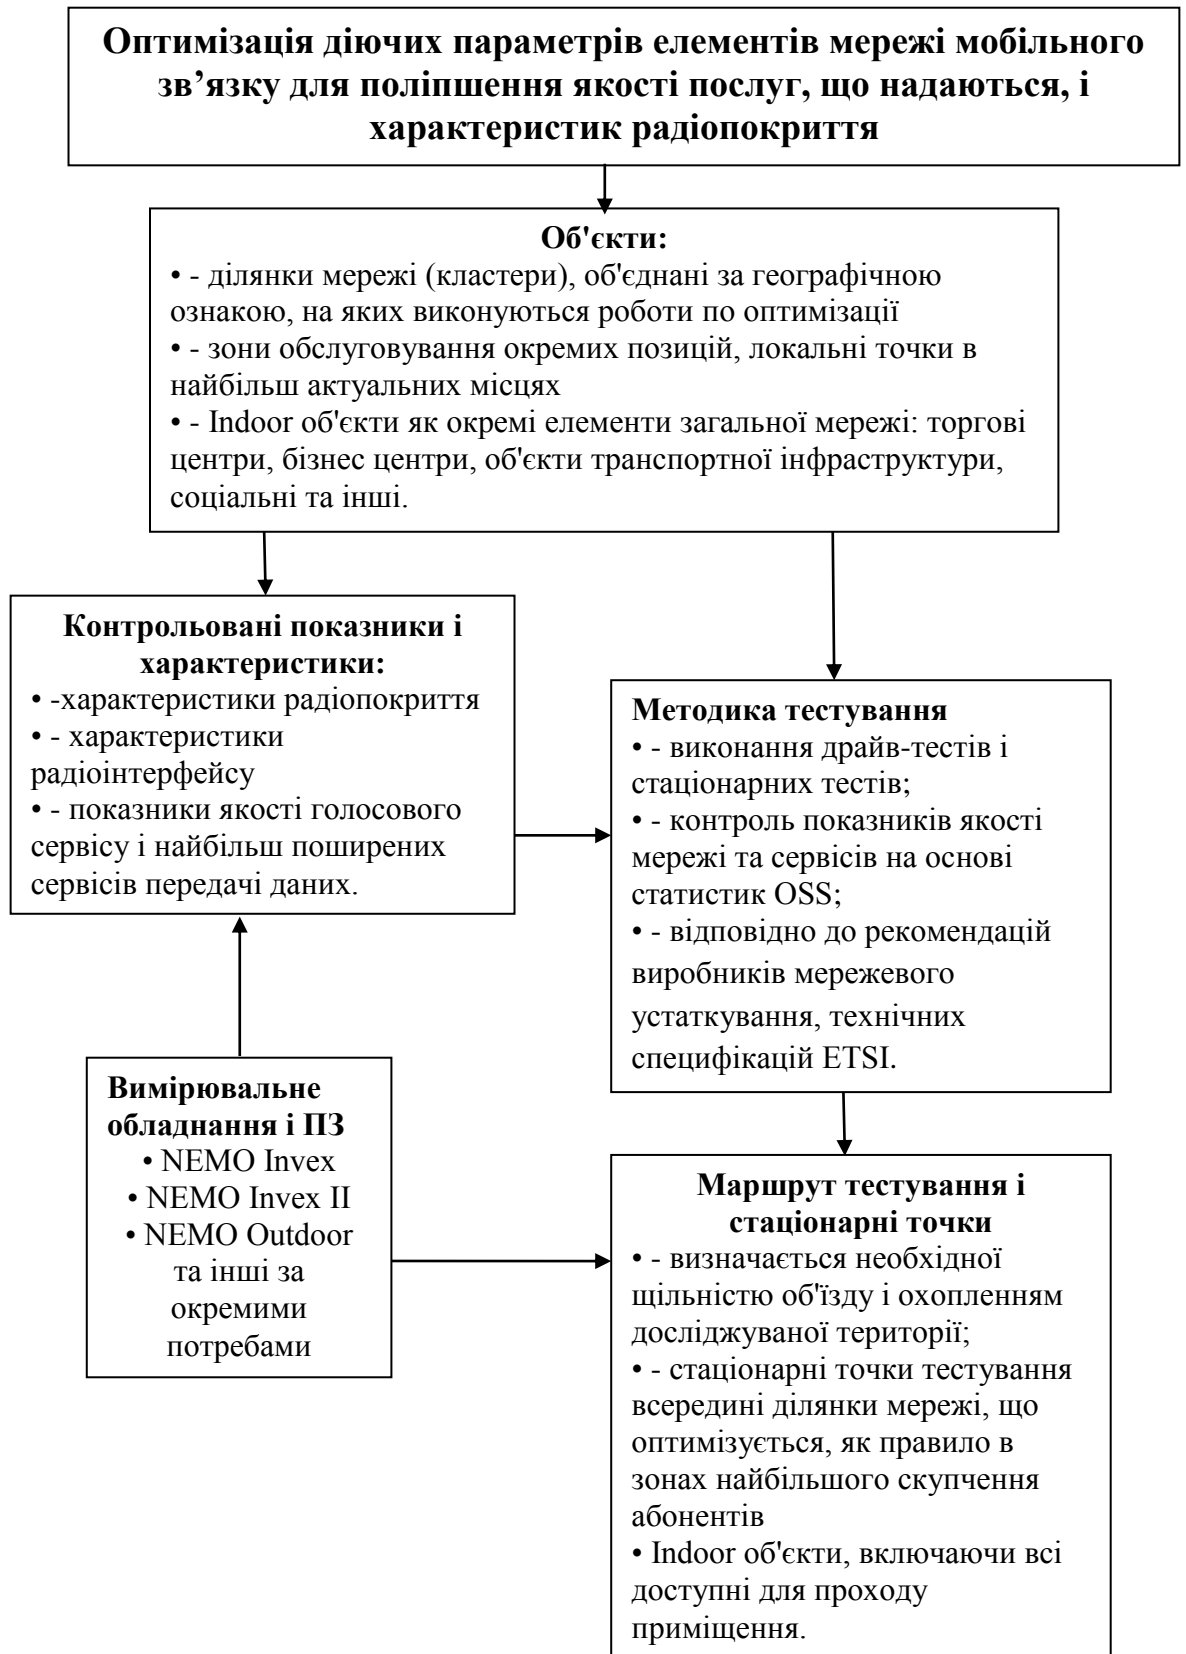 Оптимізація діючих параметрів елементів мережі мобільного
зв’язку для поліпшення якості послуг, що надаються, і
характеристик радіопокриття
Об'єкти:
• - ділянки мережі (кластери), об'єднані за географічною
ознакою, на яких виконуються роботи по оптимізації
• - зони обслуговування окремих позицій, локальні точки в
найбільш актуальних місцях
• - Indoor об'єкти як окремі елементи загальної мережі: торгові
центри, бізнес центри, об'єкти транспортної інфраструктури,
соціальні та інші.
Контрольовані показники і
характеристики:
• -характеристики радіопокриття
• - характеристики
радіоінтерфейсу
• - показники якості голосового
сервісу і найбільш поширених
сервісів передачі даних.
Методика тестування
• - виконання драйв-тестів і
стаціонарних тестів;
• - контроль показників якості
мережі та сервісів на основі
статистик OSS;
• - відповідно до рекомендацій
виробників мережевого
устаткування, технічних
специфікацій ETSI.
Вимірювальне
обладнання і ПЗ
• NEMO Invex
• NEMO Invex II
• NEMO Outdoor
та інші за
окремими
потребами
Маршрут тестування і
стаціонарні точки
• - визначається необхідної
щільністю об'їзду і охопленням
досліджуваної території;
• - стаціонарні точки тестування
всередині ділянки мережі, що
оптимізується, як правило в
зонах найбільшого скупчення
абонентів
• Indoor об'єкти, включаючи всі
доступні для проходу
приміщення.